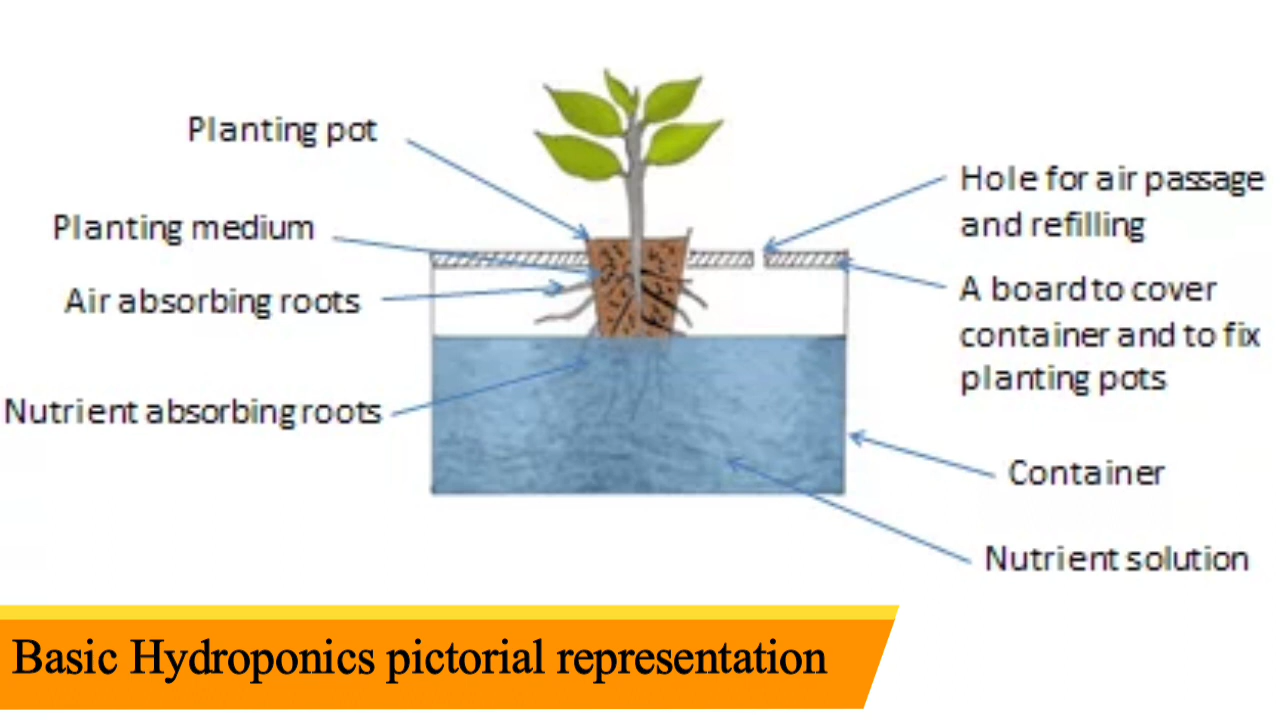 Planting pot
Planting medium
Air absorbing roots
Nutrient absorbing roots
Hole for air passage
and refilling
A board to cover
container and to fix
planting pots
Container
Nutrient solution
Basic Hydroponics pictorial representation